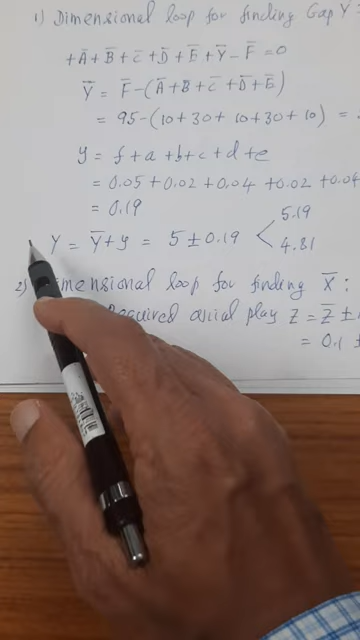 1) Dimensional loop for finding Gap Y =
+A̅ + B̅ + C̅ + D̅ + E̅ + Y̅ - F̅ = 0
Y̅ = F̅ - (A̅ + B̅ + C̅ + D̅ + E̅)
= 95 - (10 + 30 + 10 + 30 + 10) =
y = f + a + b + c + d + e
= 0.05 + 0.02 + 0.04 + 0.02 + 0.04
= 0.19
Y = Y̅ + y = 5 ± 0.19 < 5.19
4.81
2) Dimensional loop for finding X̅ :
Required axial play Z = Z̅ ±
= 0.1 ±